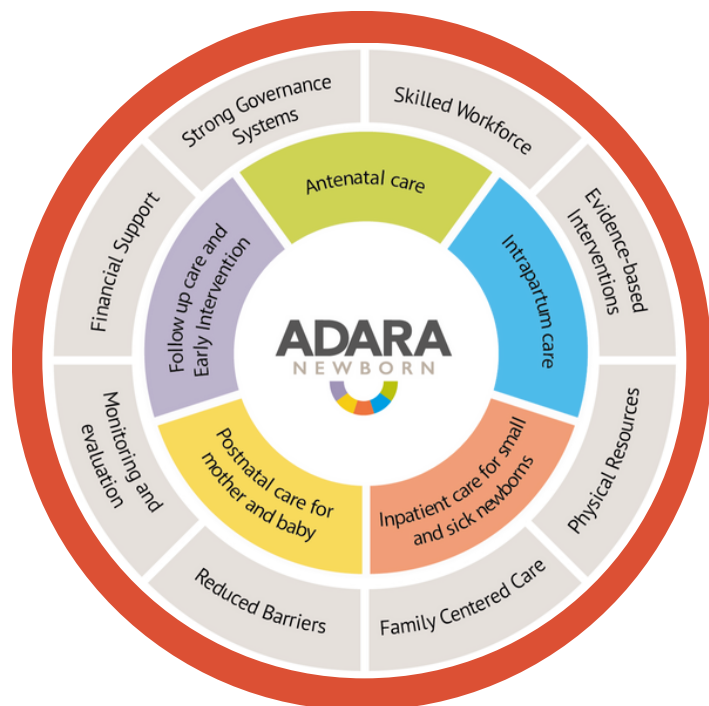 Strong Governance
Systems
Skilled Workforce
Evidence-based
Interventions
Physical Resources
Family Centered Care
Reduced Barriers
Monitoring and
evaluation
Financial Support
Antenatal care
Intrapartum care
Inpatient care for small
and sick newborns
Postnatal care for
mother and baby
Follow up care and
Early Intervention
ADARA
NEWBORN